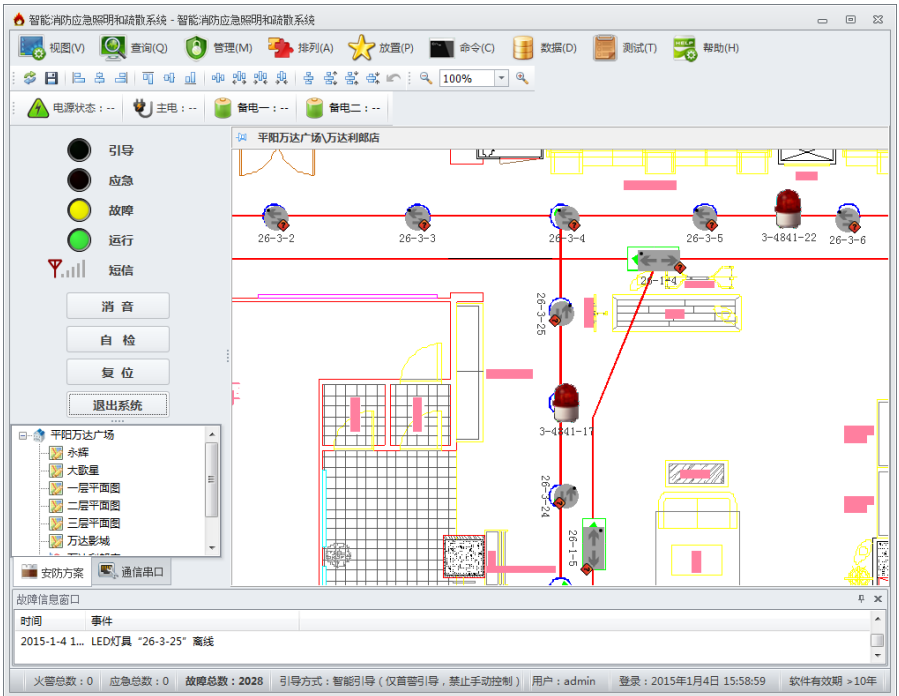 智能消防应急照明和疏散系统 - 智能消防应急照明和疏散系统
视图(V) 查询(Q) 管理(M) 排列(A) 放置(P) 命令(C) 数据(D) 测试(T) 帮助(H)
100%
电源状态：-- 主电：-- 备电一：-- 备电二：--
平阳万达广场\万达利郎店
引导
应急
故障
运行
短信
消 音
自 检
复 位
退出系统
平阳万达广场
永辉
大歌星
一层平面图
二层平面图
三层平面图
万达影城
安防方案 通信串口
26-3-2 26-3-3 26-3-4 26-3-5 3-4841-22 26-3-6
26-1-4
26-3-25
3-4841-17
26-3-24
26-1-5
故障信息窗口
时间 事件
2015-1-4 1... LED灯具“26-3-25”离线
火警总数：0 应急总数：0 故障总数：2028 引导方式：智能引导（仅首警引导，禁止手动控制） 用户：admin 登录：2015年1月4日 15:58:59 软件有效期 >10年